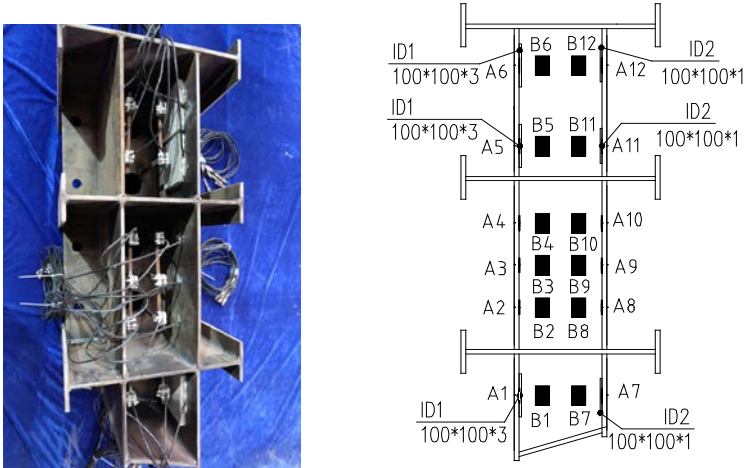 B6 B12
ID1 ID2
100*100*3 A6 A12 100*100*1
ID1 B5 B11 ID2
100*100*3 A5 A11 100*100*1
A4 A10
B4 B10
A3 A9
B3 B9
A2 A8
B2 B8
A1 A7
ID1 B1 B7 ID2
100*100*3 100*100*1